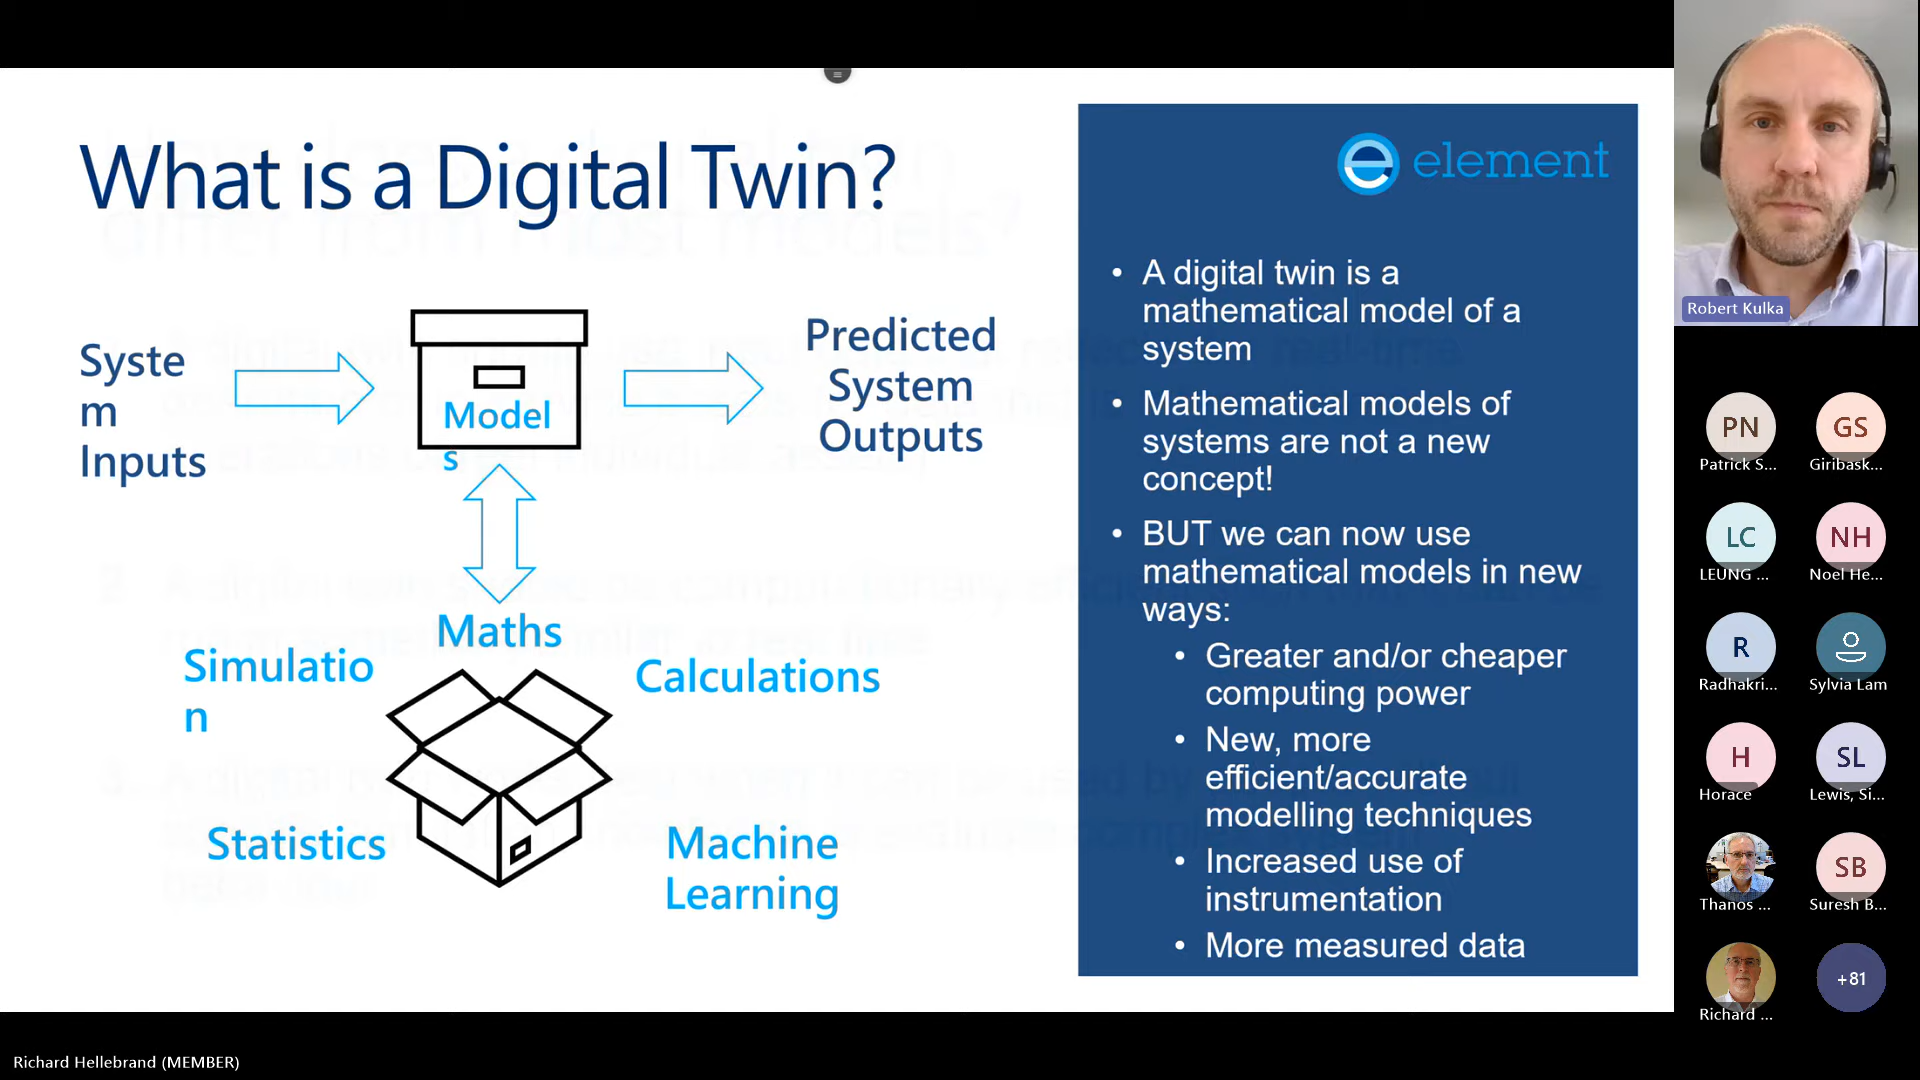 What is a Digital Twin?
Syste
m
Inputs
Model
s
Predicted
System
Outputs
Maths
Simulatio
n
Calculations
Statistics
Machine
Learning
element
• A digital twin is a
mathematical model of a
system
• Mathematical models of
systems are not a new
concept!
• BUT we can now use
mathematical models in new
ways:
• Greater and/or cheaper
computing power
• New, more
efficient/accurate
modelling techniques
• Increased use of
instrumentation
• More measured data
Robert Kulka
PN
Patrick S...
GS
Giribask...
LC
LEUNG ...
NH
Noel He...
R
Radhakri...
Sylvia Lam
H
Horace
SL
Lewis, Si...
Thanos ...
SB
Suresh B...
Richard ...
+81
Richard Hellebrand (MEMBER)